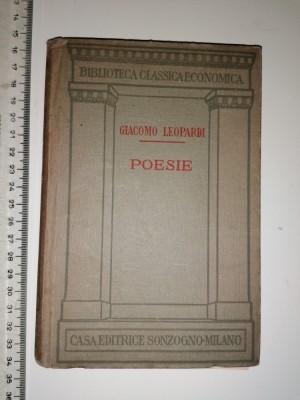 BIBLIOTECA CLASSICA ECONOMICA
GIACOMO LEOPARDI
POESIE
CASA EDITRICE SONZOGNO-MILANO